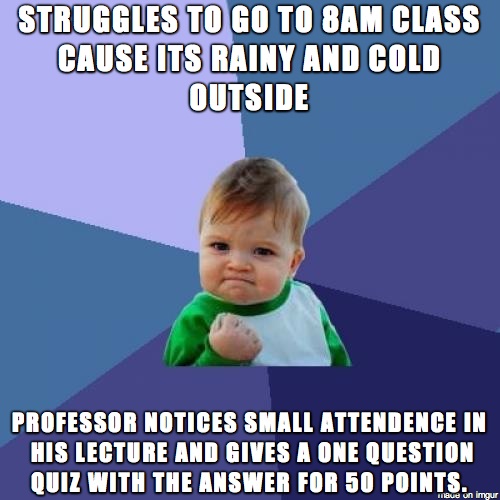 STRUGGLES TO GO TO 8AM CLASS
CAUSE ITS RAINY AND COLD
OUTSIDE
PROFESSOR NOTICES SMALL ATTENDENCE IN
HIS LECTURE AND GIVES A ONE QUESTION
QUIZ WITH THE ANSWER FOR 50 POINTS.
made on imgur